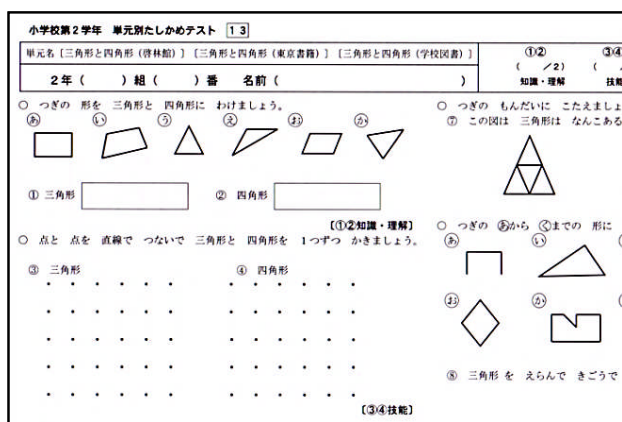 小学校第2学年 単元別たしかめテスト 13
単元名［三角形と四角形（啓林館）］［三角形と四角形（東京書籍）］［三角形と四角形（学校図書）］
①②
（ /2）
知識・理解
③④
（
技能
2年（ ）組（ ）番 名前（ ）
○ つぎの 形を 三角形と 四角形に わけましょう。
あ い う え お か
① 三角形 ② 四角形
［①②知識・理解］
○ 点と 点を 直線で つないで 三角形と 四角形を 1つずつ かきましょう。
③ 三角形 ④ 四角形
［③④技能］
○ つぎの もんだいに こたえましょ
⑦ この図は 三角形は なんこある
○ つぎの あから くまでの 形に
あ い
お か
⑧ 三角形 を えらんで きごうで